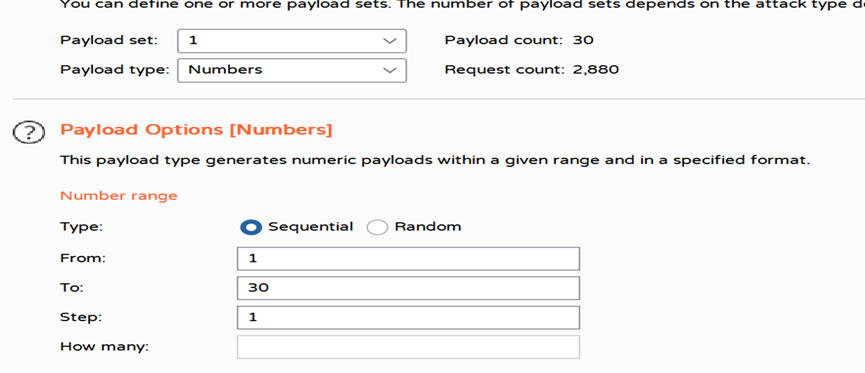 You can define one or more payload sets. The number of payload sets depends on the attack type d
Payload set: 1 Payload count: 30
Payload type: Numbers Request count: 2,880
? Payload Options [Numbers]
This payload type generates numeric payloads within a given range and in a specified format.
Number range
Type: Sequential Random
From: 1
To: 30
Step: 1
How many: